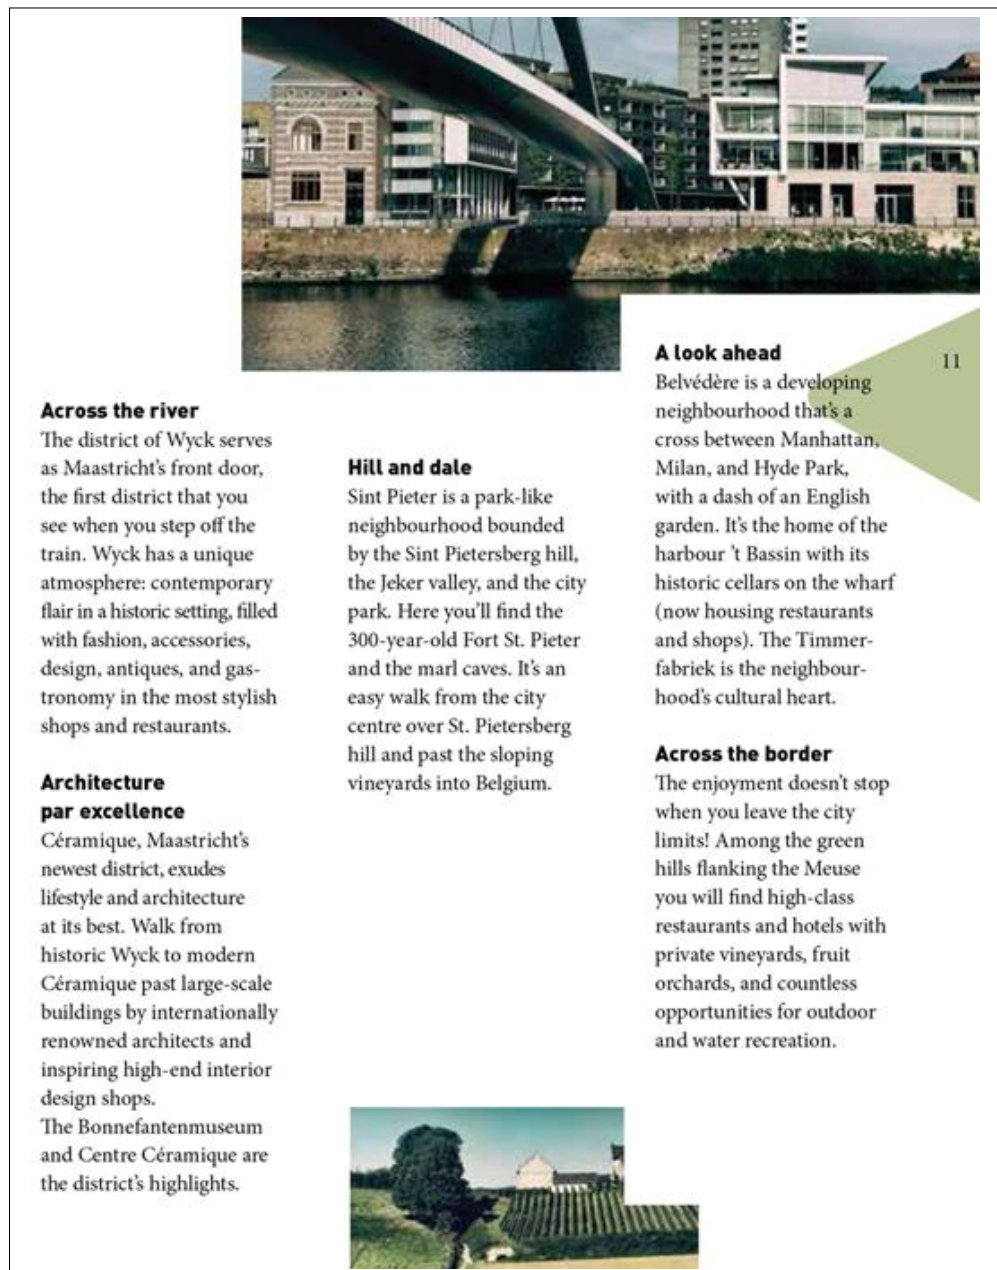 Across the river
The district of Wyck serves
as Maastricht's front door,
the first district that you
see when you step off the
train. Wyck has a unique
atmosphere: contemporary
flair in a historic setting, filled
with fashion, accessories,
design, antiques, and gas-
tronomy in the most stylish
shops and restaurants.
Architecture
par excellence
Céramique, Maastricht's
newest district, exudes
lifestyle and architecture
at its best. Walk from
historic Wyck to modern
Céramique past large-scale
buildings by internationally
renowned architects and
inspiring high-end interior
design shops.
The Bonnefantenmuseum
and Centre Céramique are
the district's highlights.
Hill and dale
Sint Pieter is a park-like
neighbourhood bounded
by the Sint Pietersberg hill,
the Jeker valley, and the city
park. Here you'll find the
300-year-old Fort St. Pieter
and the marl caves. It's an
easy walk from the city
centre over St. Pietersberg
hill and past the sloping
vineyards into Belgium.
A look ahead
Belvédère is a developing
neighbourhood that's a
cross between Manhattan,
Milan, and Hyde Park,
with a dash of an English
garden. It's the home of the
harbour 't Bassin with its
historic cellars on the wharf
(now housing restaurants
and shops). The Timmer-
fabriek is the neighbour-
hood's cultural heart.
Across the border
The enjoyment doesn't stop
when you leave the city
limits! Among the green
hills flanking the Meuse
you will find high-class
restaurants and hotels with
private vineyards, fruit
orchards, and countless
opportunities for outdoor
and water recreation.
11